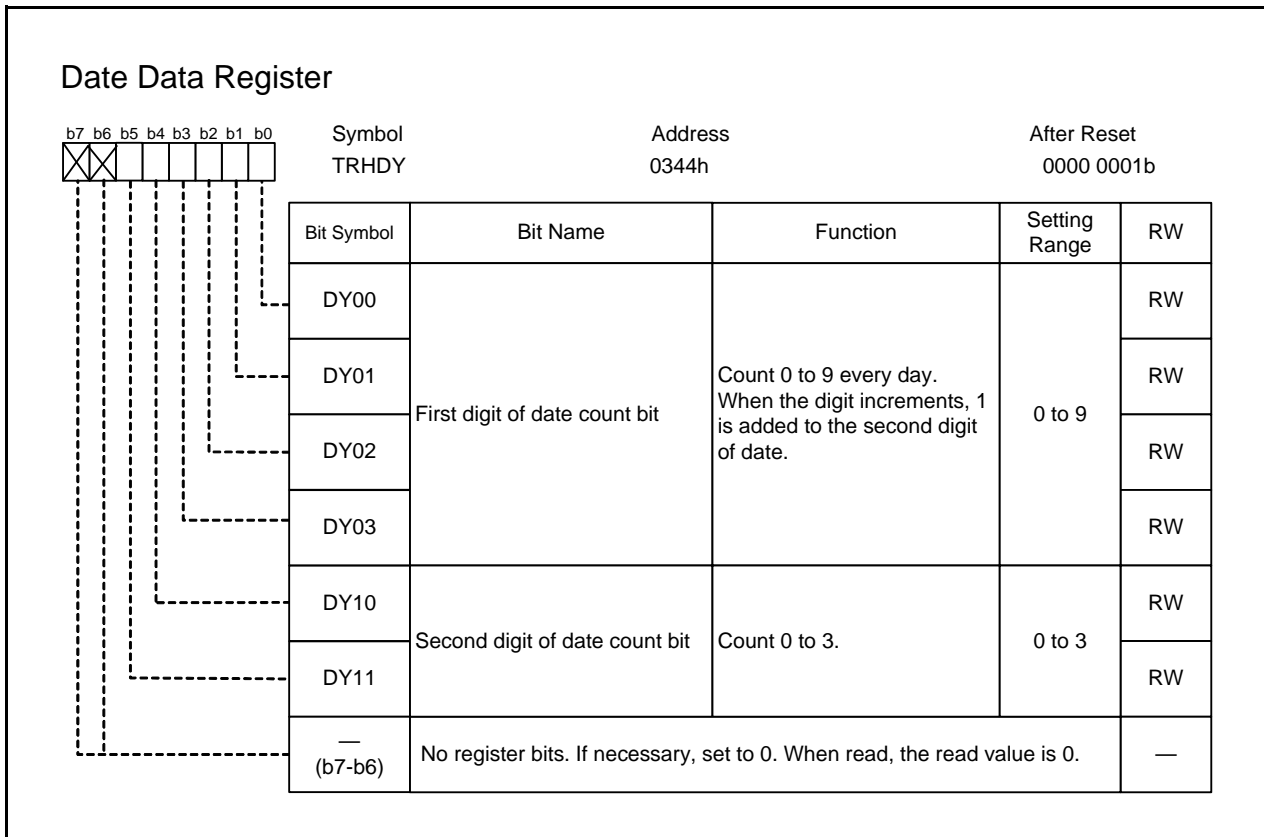 Date Data Register
b7 b6 b5 b4 b3 b2 b1 b0
Symbol Address After Reset
TRHDY 0344h 0000 0001b
Bit Symbol Bit Name Function Setting Range RW
DY00 RW
DY01 RW
DY02 RW
DY03 RW
First digit of date count bit
Count 0 to 9 every day.
When the digit increments, 1
is added to the second digit
of date.
0 to 9
DY10 RW
DY11 RW
Second digit of date count bit Count 0 to 3. 0 to 3
—
(b7-b6)
No register bits. If necessary, set to 0. When read, the read value is 0. —